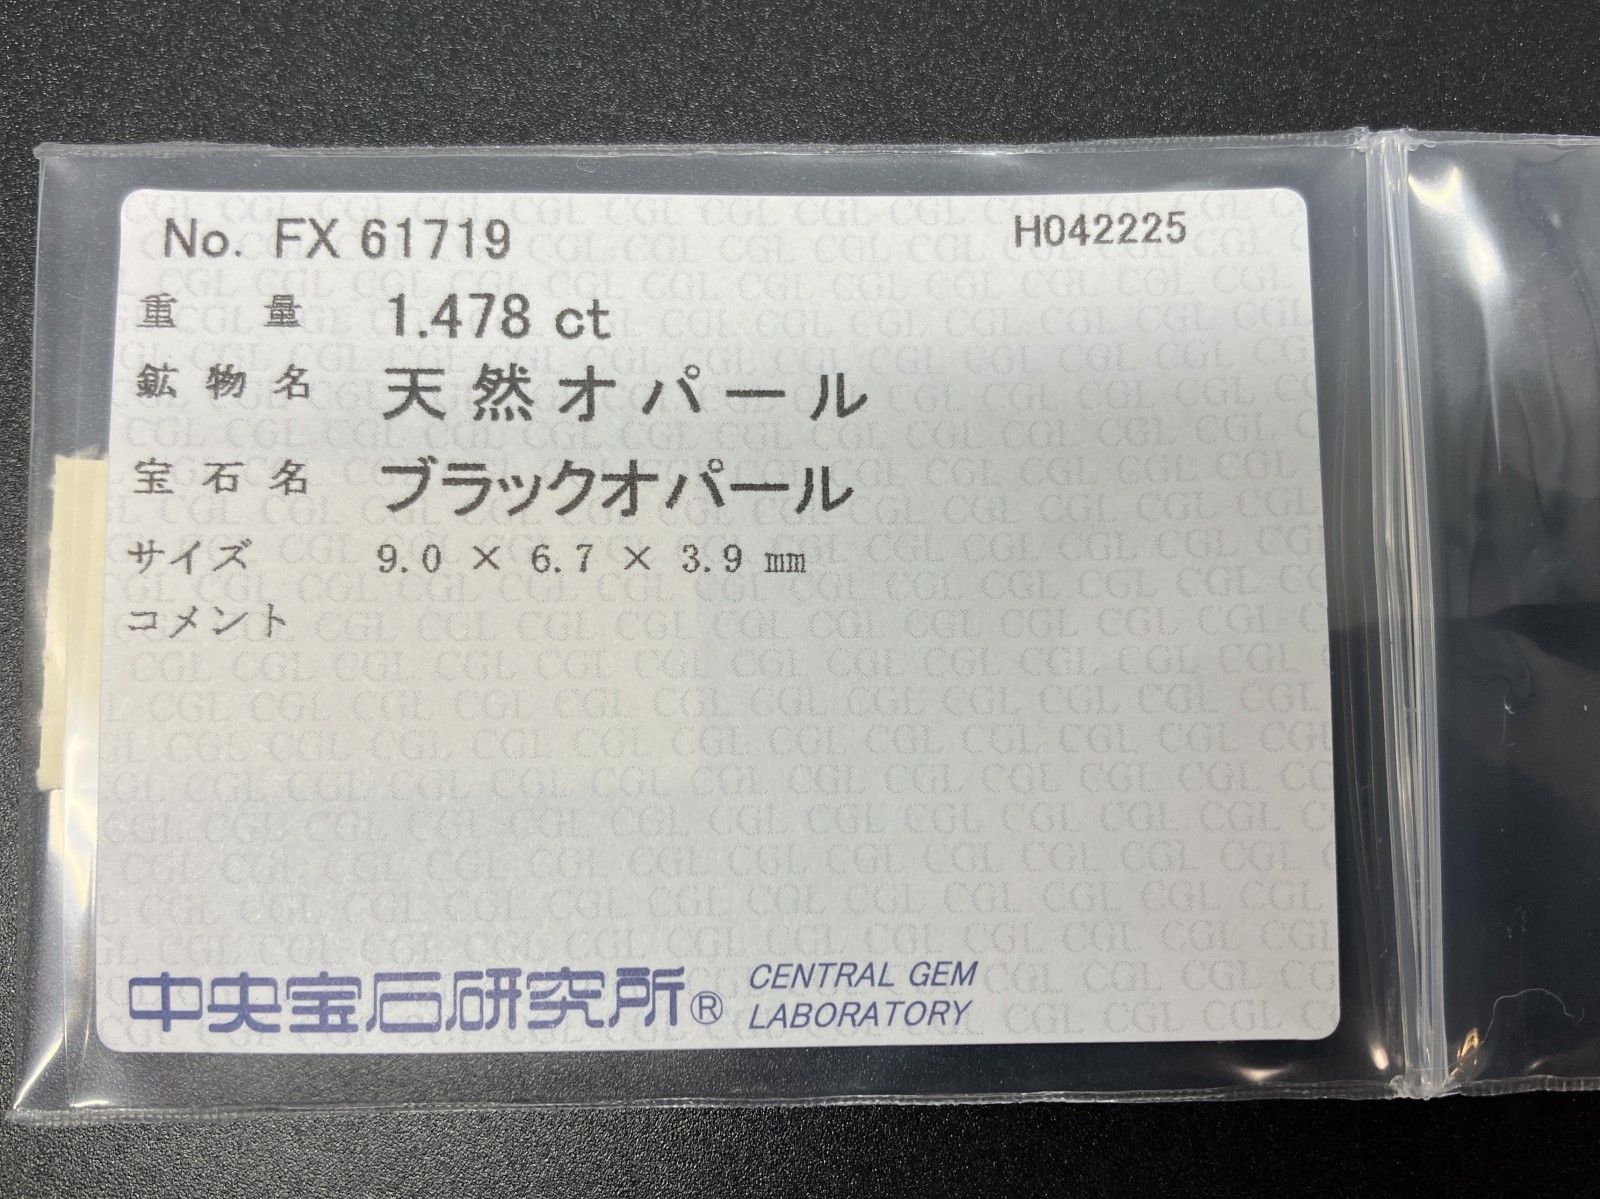 No. FX 61719 H042225
重量 1.478 ct
鉱物名 天然オパール
宝石名 ブラックオパール
サイズ 9.0 × 6.7 × 3.9 mm
コメント
中央宝石研究所® CENTRAL GEM
LABORATORY